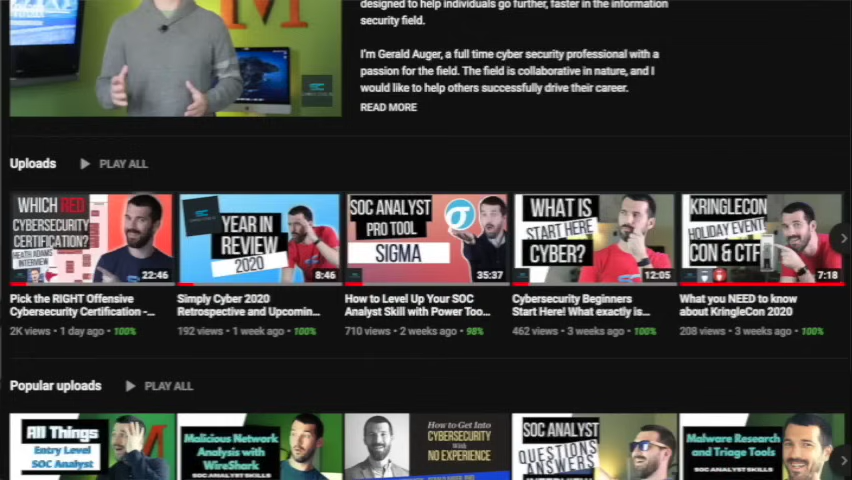 designed to help individuals go further, faster in the information
security field.
I'm Gerald Auger, a full time cyber security professional with a
passion for the field. The field is collaborative in nature, and I
would like to help others successfully drive their career.
READ MORE
Uploads
PLAY ALL
WHICH RED
CYBERSECURITY
CERTIFICATION?
HEATH ADAMS
INTERVIEW
22:46
YEAR IN
REVIEW
2020
8:46
SOC ANALYST
PRO TOOL
SIGMA
35:37
WHAT IS
START HERE
CYBER?
12:05
KRINGLECON
HOLIDAY EVENT!
CON & CTF
7:18
Pick the RIGHT Offensive
Cybersecurity Certification -...
2K views • 1 day ago • 100%
Simply Cyber 2020
Retrospective and Upcomin...
192 views • 1 week ago • 100%
How to Level Up Your SOC
Analyst Skill with Power Too...
710 views • 2 weeks ago • 98%
Cybersecurity Beginners
Start Here! What exactly is...
462 views • 3 weeks ago • 100%
What you NEED to know
about KringleCon 2020
208 views • 3 weeks ago • 100%
Popular uploads
PLAY ALL
All Things
Entry Level
SOC Analyst
Malicious Network
Analysis with
WireShark
SOC ANALYST SKILLS
How to Get Into
CYBERSECURITY
With
NO EXPERIENCE
SOC ANALYST
QUESTIONS
ANSWERS
Malware Research
and Triage Tools
SOC ANALYST SKILLS